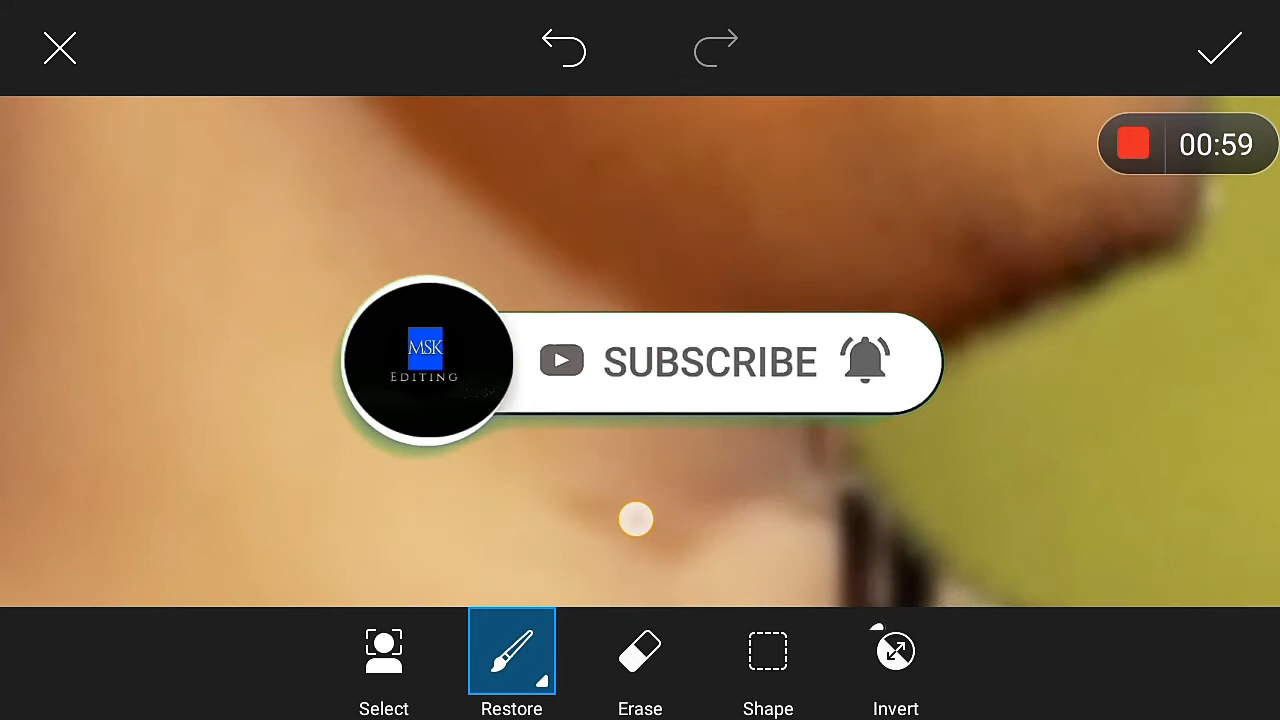 00:59
MSK
EDITING
SUBSCRIBE
Select
Restore
Erase
Shape
Invert